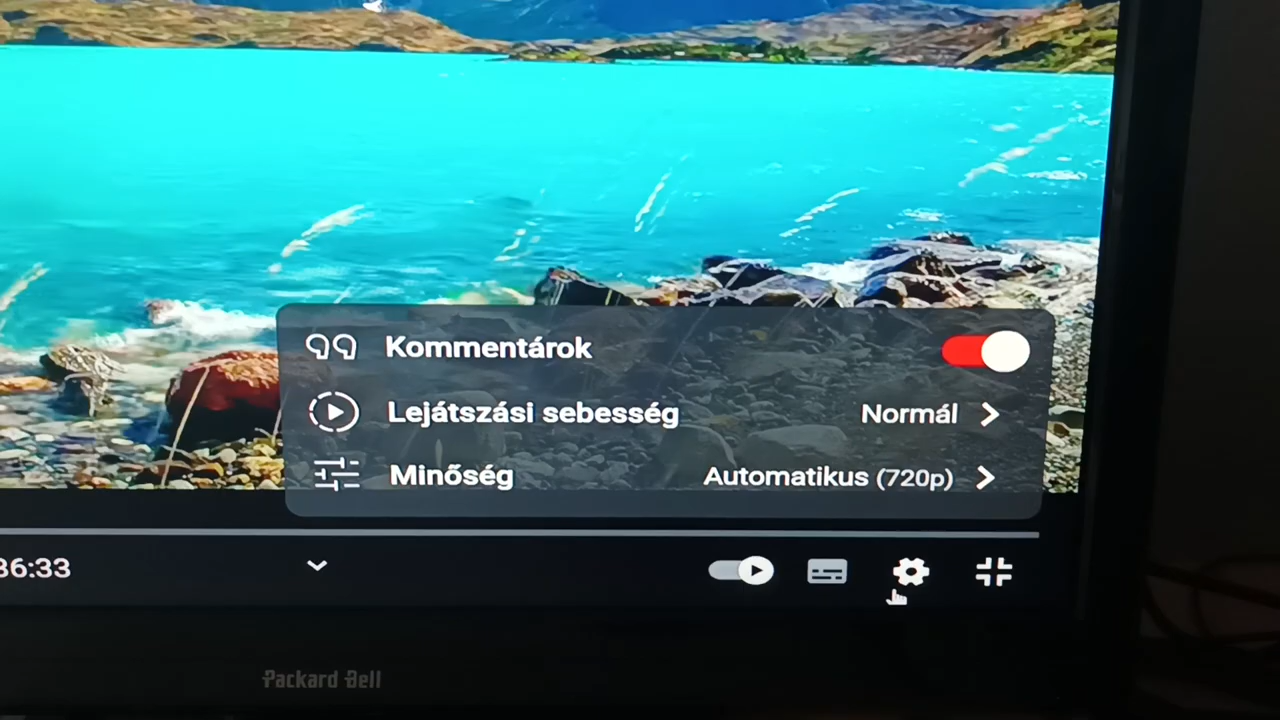 Kommentárok
Lejátszási sebesség Normál
Minőség Automatikus (720p)
36:33
Packard Bell